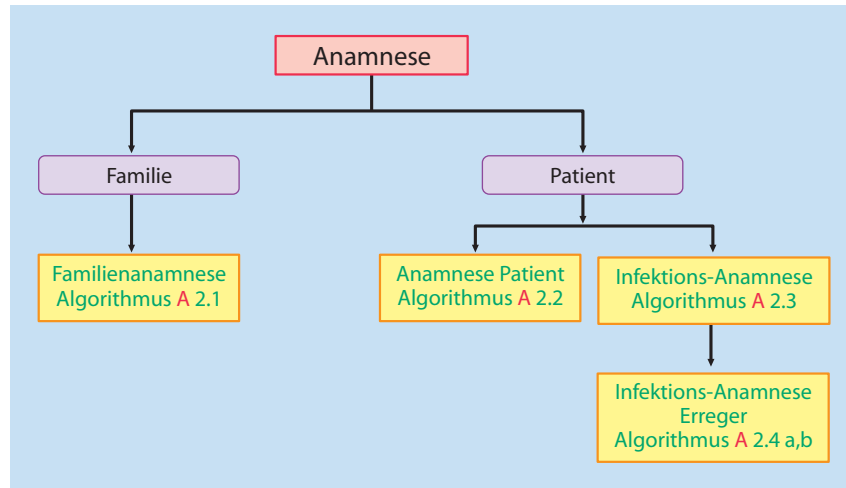 Anamnese
Familie
Patient
Familienanamnese
Algorithmus A 2.1
Anamnese Patient
Algorithmus A 2.2
Infektions-Anamnese
Algorithmus A 2.3
Infektions-Anamnese
Erreger
Algorithmus A 2.4 a,b